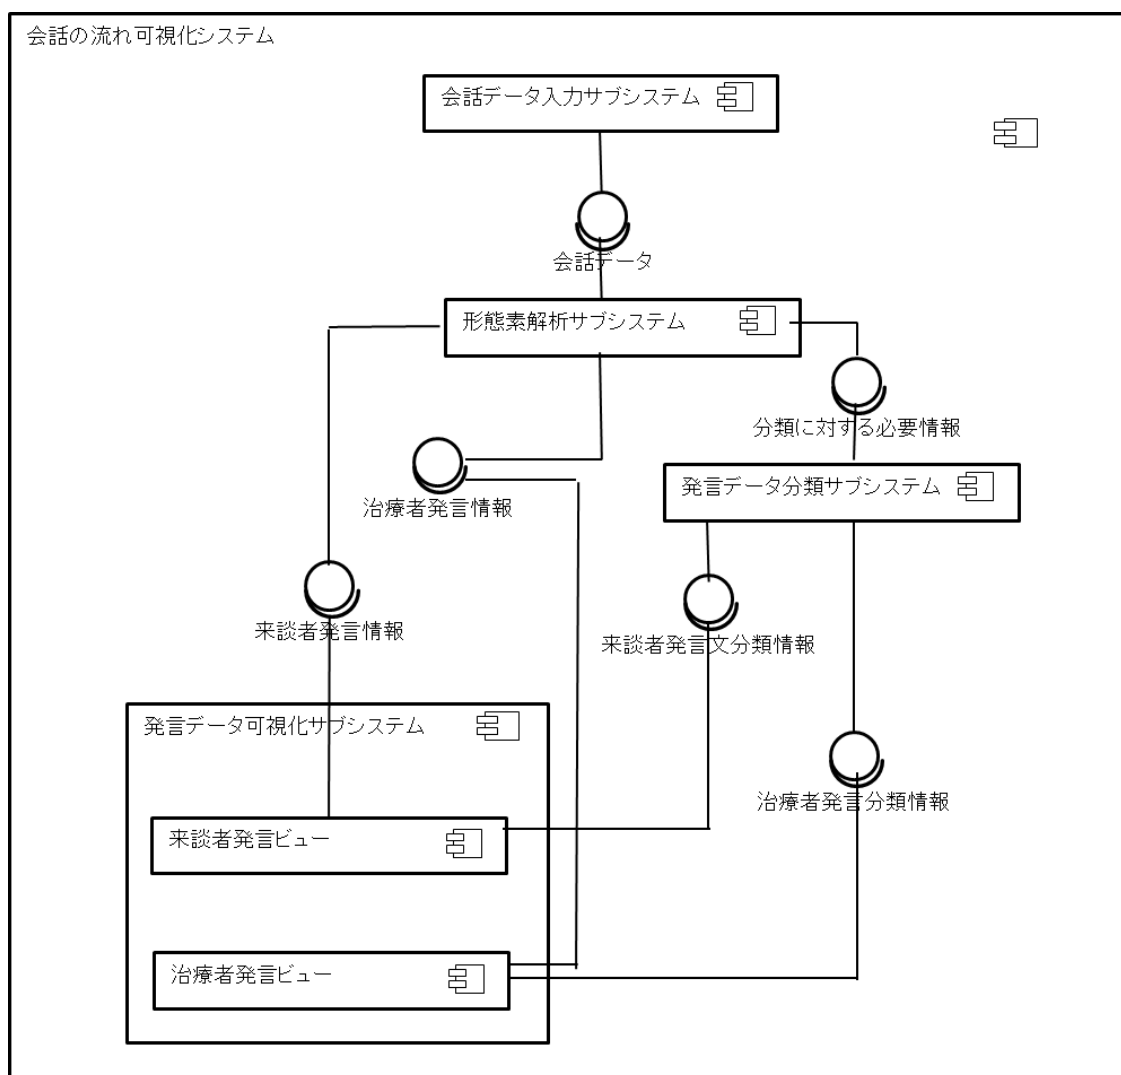 会話の流れ可視化システム
会話データ入力サブシステム
会話データ
形態素解析サブシステム
分類に対する必要情報
治療者発言情報
発言データ分類サブシステム
来談者発言情報
来談者発言文分類情報
発言データ可視化サブシステム
治療者発言分類情報
来談者発言ビュー
治療者発言ビュー